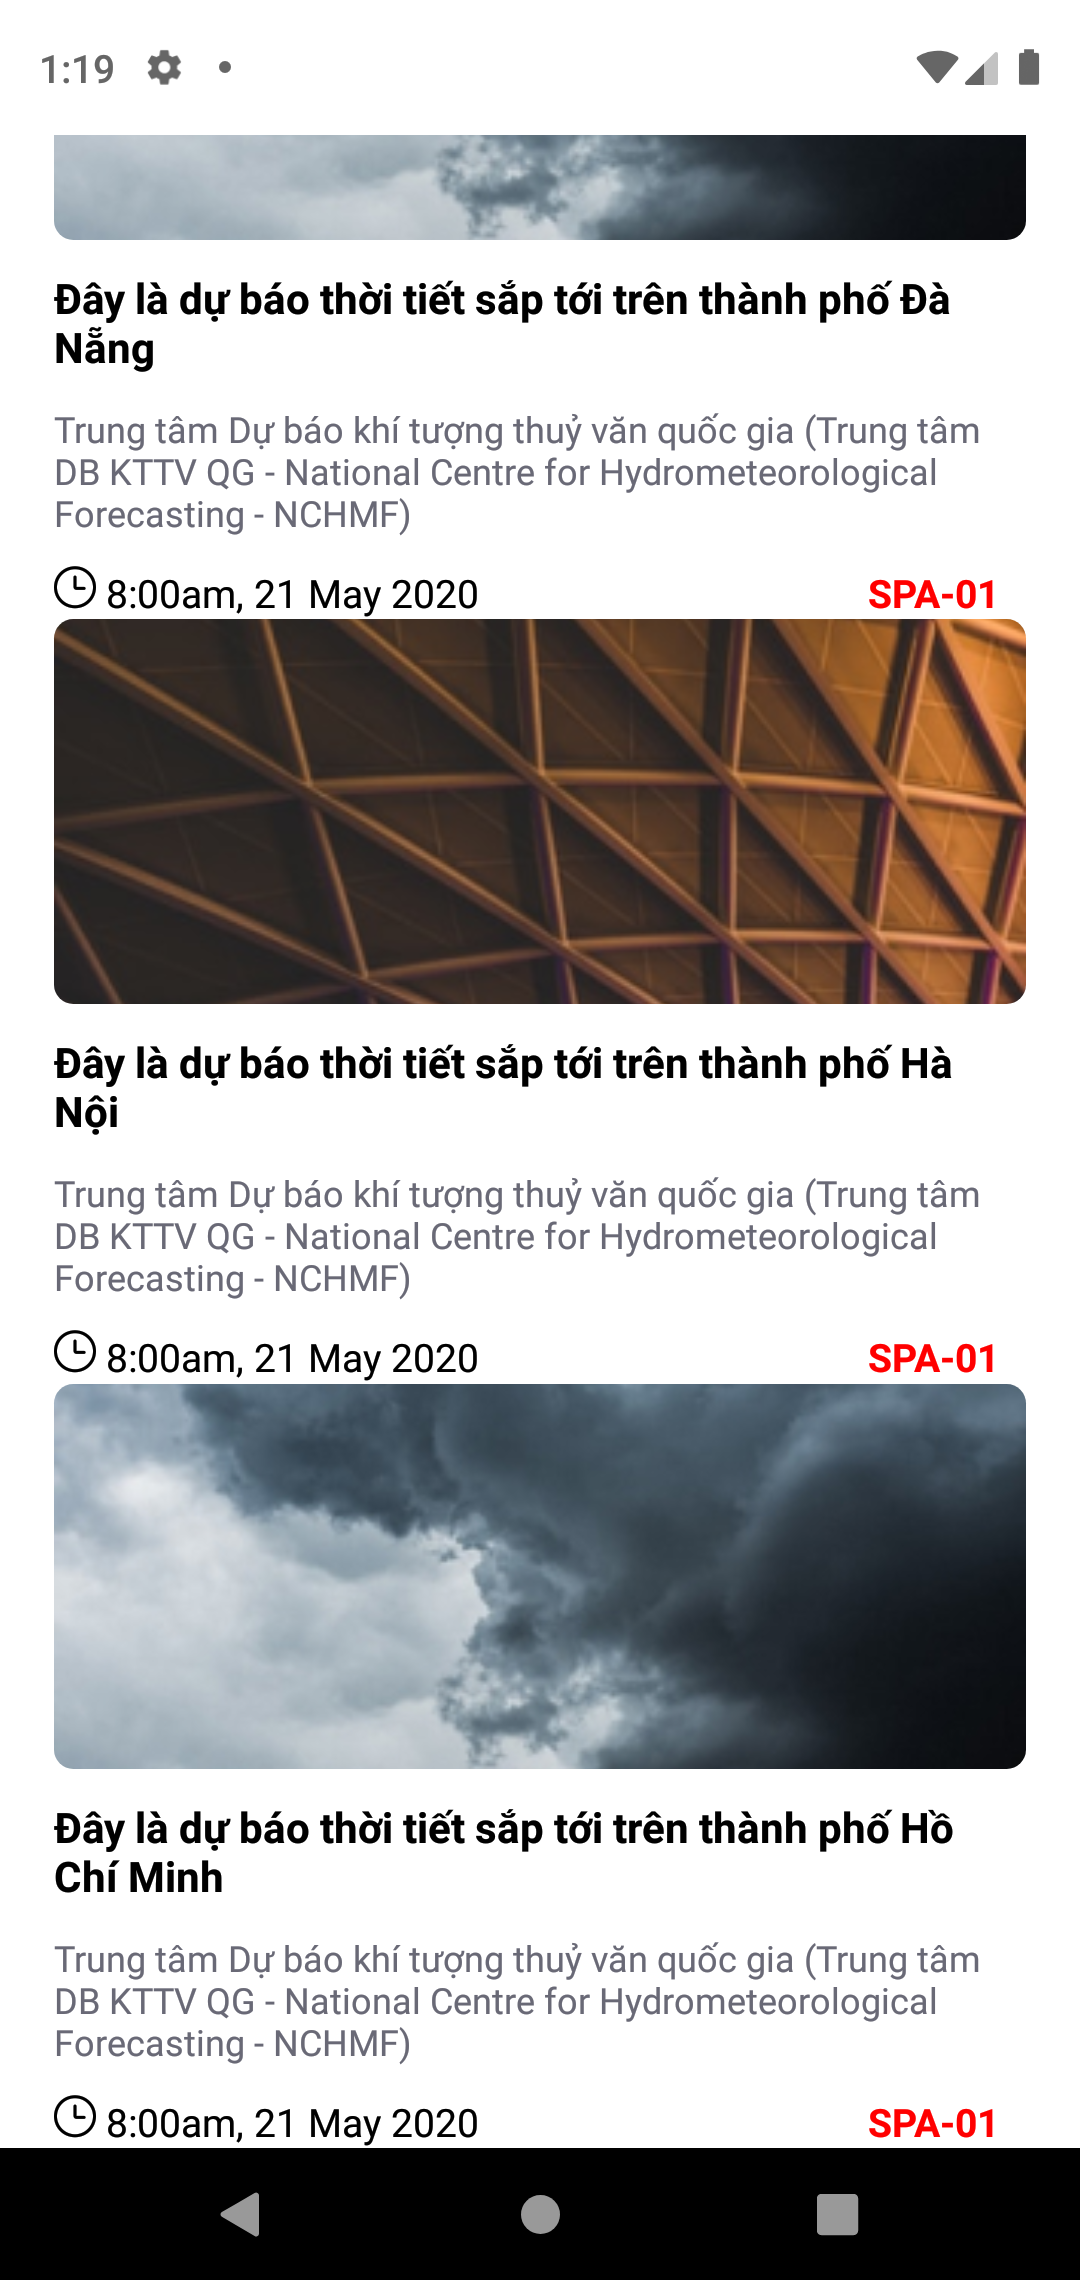 1:19
Đây là dự báo thời tiết sắp tới trên thành phố Đà
Nẵng
Trung tâm Dự báo khí tượng thuỷ văn quốc gia (Trung tâm
DB KTTV QG - National Centre for Hydrometeorological
Forecasting - NCHMF)
8:00am, 21 May 2020 SPA-01
Đây là dự báo thời tiết sắp tới trên thành phố Hà
Nội
Trung tâm Dự báo khí tượng thuỷ văn quốc gia (Trung tâm
DB KTTV QG - National Centre for Hydrometeorological
Forecasting - NCHMF)
8:00am, 21 May 2020 SPA-01
Đây là dự báo thời tiết sắp tới trên thành phố Hồ
Chí Minh
Trung tâm Dự báo khí tượng thuỷ văn quốc gia (Trung tâm
DB KTTV QG - National Centre for Hydrometeorological
Forecasting - NCHMF)
8:00am, 21 May 2020 SPA-01